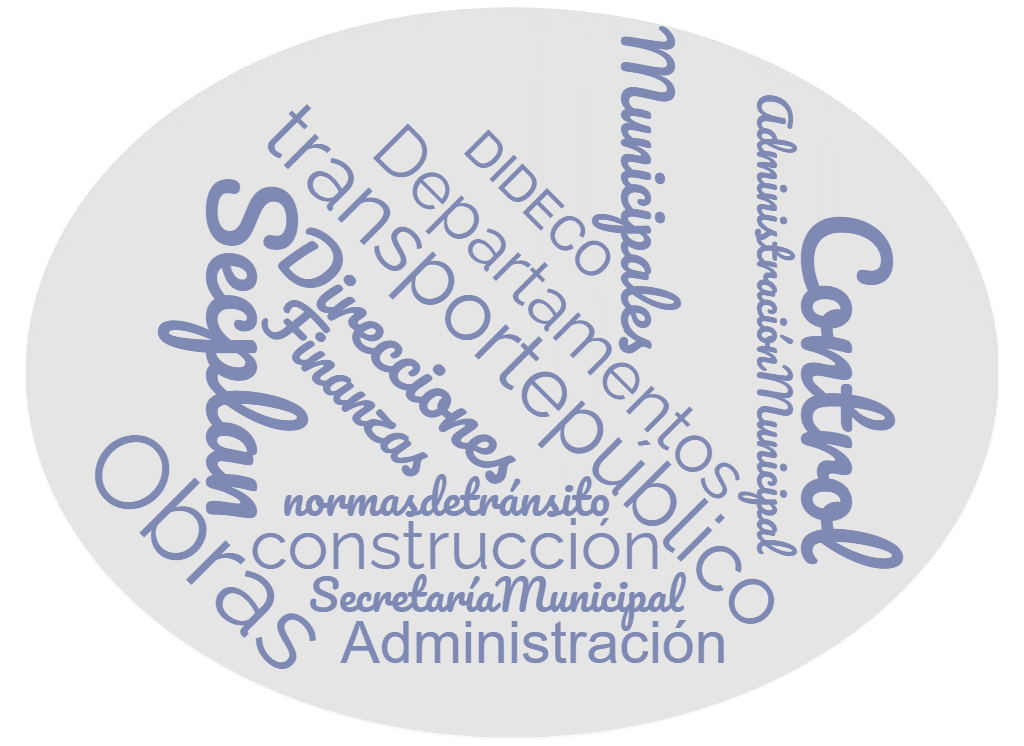 Municipales
AdministraciónMunicipal
Control
DIDECO
Departamentos
transportepúblico
Secplan
Direcciones
Finanzas
Obras
normasdetránsito
construcción
SecretaríaMunicipal
Administración